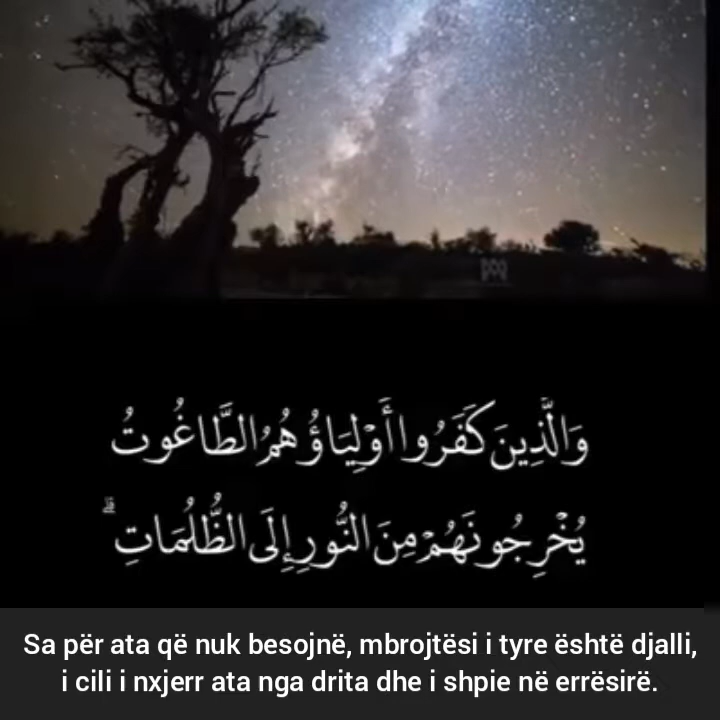 وَالَّذِينَ كَفَرُوا أَوْلِيَاؤُهُمُ الطَّاغُوتُ
يُخْرِجُونَهُمْ مِنَ النُّورِ إِلَى الظُّلُمَاتِ ۗ
Sa për ata që nuk besojnë, mbrojtësi i tyre është djalli,
i cili i nxjerr ata nga drita dhe i shpie në errësirë.